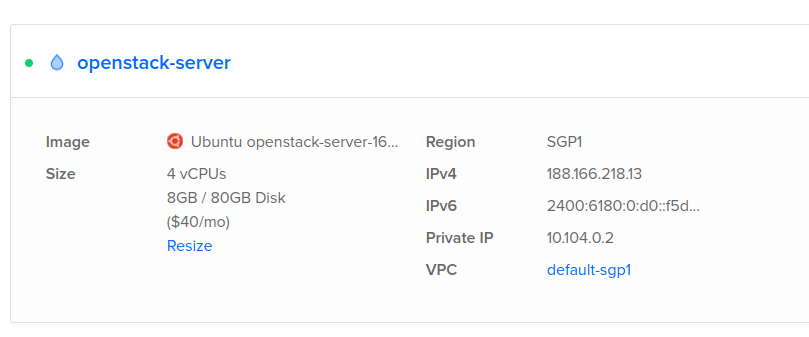 openstack-server
Image
Ubuntu openstack-server-16...
Size
4 vCPUs
8GB / 80GB Disk
($40/mo)
Resize
Region
SGP1
IPv4
188.166.218.13
IPv6
2400:6180:0:d0::f5d...
Private IP
10.104.0.2
VPC
default-sgp1